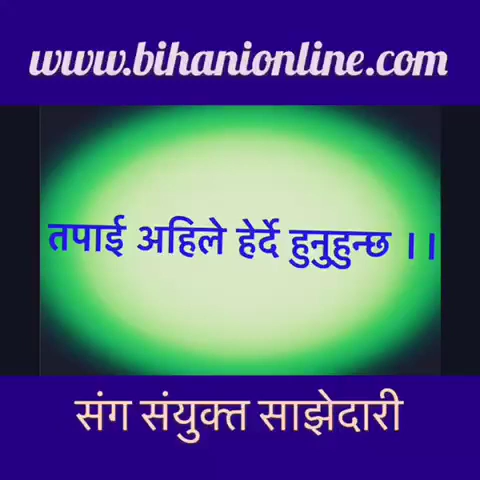 www.bihanionline.com
तपाई अहिले हेर्दै हुनुहुन्छ ।।
संग संयुक्त साझेदारी